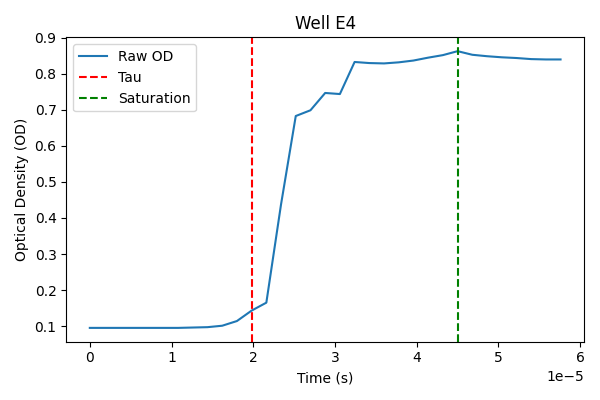 Well E4
Raw OD
Tau
Saturation
Optical Density (OD)
0.9
0.8
0.7
0.6
0.5
0.4
0.3
0.2
0.1
0 1 2 3 4 5 6
1e−5
Time (s)